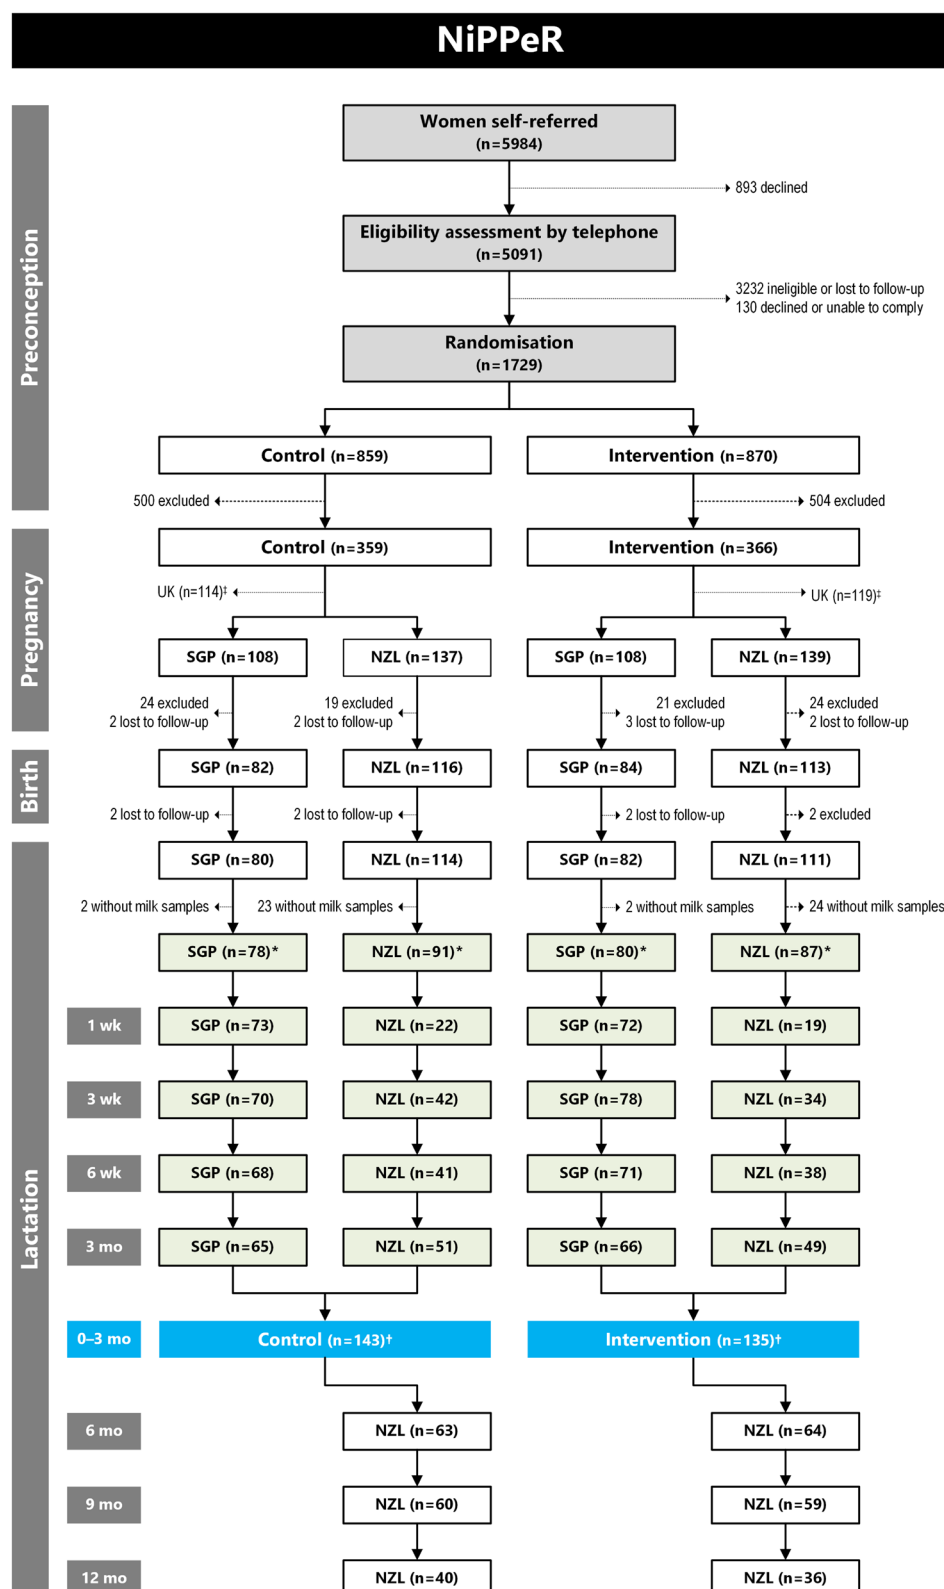 NiPPeR
Preconception
Women self-referred
(n=5984)
893 declined
Eligibility assessment by telephone
(n=5091)
3232 ineligible or lost to follow-up
130 declined or unable to comply
Randomisation
(n=1729)
Control (n=859)
Intervention (n=870)
500 excluded
504 excluded
Pregnancy
Control (n=359)
Intervention (n=366)
UK (n=114)‡
UK (n=119)‡
SGP (n=108)
NZL (n=137)
SGP (n=108)
NZL (n=139)
24 excluded
2 lost to follow-up
19 excluded
2 lost to follow-up
21 excluded
3 lost to follow-up
24 excluded
2 lost to follow-up
Birth
SGP (n=82)
NZL (n=116)
SGP (n=84)
NZL (n=113)
2 lost to follow-up
2 lost to follow-up
2 lost to follow-up
2 excluded
Lactation
SGP (n=80)
NZL (n=114)
SGP (n=82)
NZL (n=111)
2 without milk samples
23 without milk samples
2 without milk samples
24 without milk samples
SGP (n=78)*
NZL (n=91)*
SGP (n=80)*
NZL (n=87)*
1 wk
SGP (n=73)
NZL (n=22)
SGP (n=72)
NZL (n=19)
3 wk
SGP (n=70)
NZL (n=42)
SGP (n=78)
NZL (n=34)
6 wk
SGP (n=68)
NZL (n=41)
SGP (n=71)
NZL (n=38)
3 mo
SGP (n=65)
NZL (n=51)
SGP (n=66)
NZL (n=49)
0–3 mo
Control (n=143)†
Intervention (n=135)†
6 mo
NZL (n=63)
NZL (n=64)
9 mo
NZL (n=60)
NZL (n=59)
12 mo
NZL (n=40)
NZL (n=36)